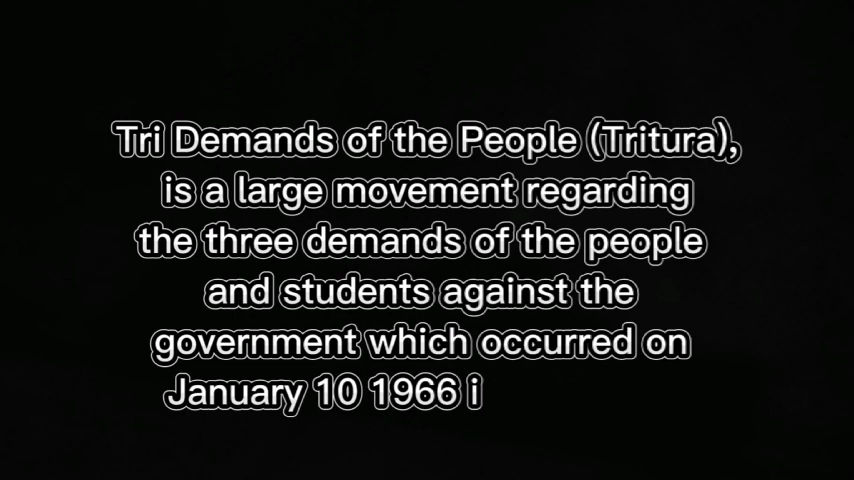 Tri Demands of the People (Tritura),
is a large movement regarding
the three demands of the people
and students against the
government which occurred on
January 10 1966 i